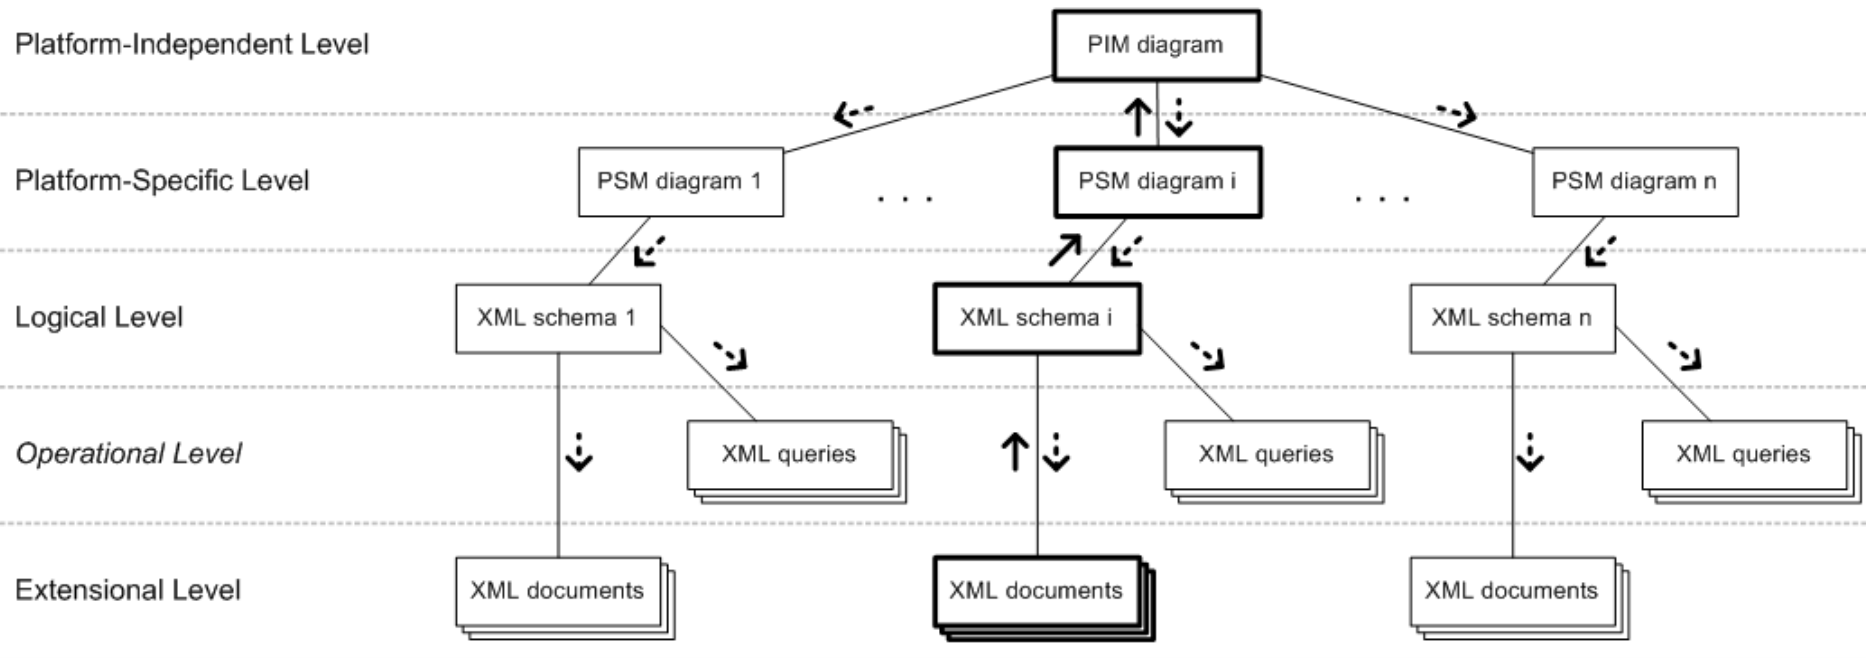 Platform-Independent Level
PIM diagram
Platform-Specific Level
PSM diagram 1
. . .
PSM diagram i
. . .
PSM diagram n
Logical Level
XML schema 1
XML schema i
XML schema n
Operational Level
XML queries
XML queries
XML queries
Extensional Level
XML documents
XML documents
XML documents